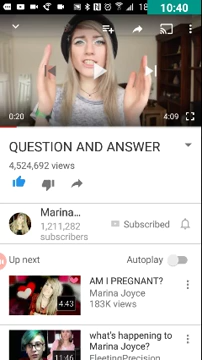 18
10:40
0:20
4:09
QUESTION AND ANSWER
4,524,692 views
Marina...
1,211,282
subscribers
Subscribed
Up next
Autoplay
AM I PREGNANT?
Marina Joyce
183K views
4:43
what's happening to
Marina Joyce?
FleetingPrecision
11:46